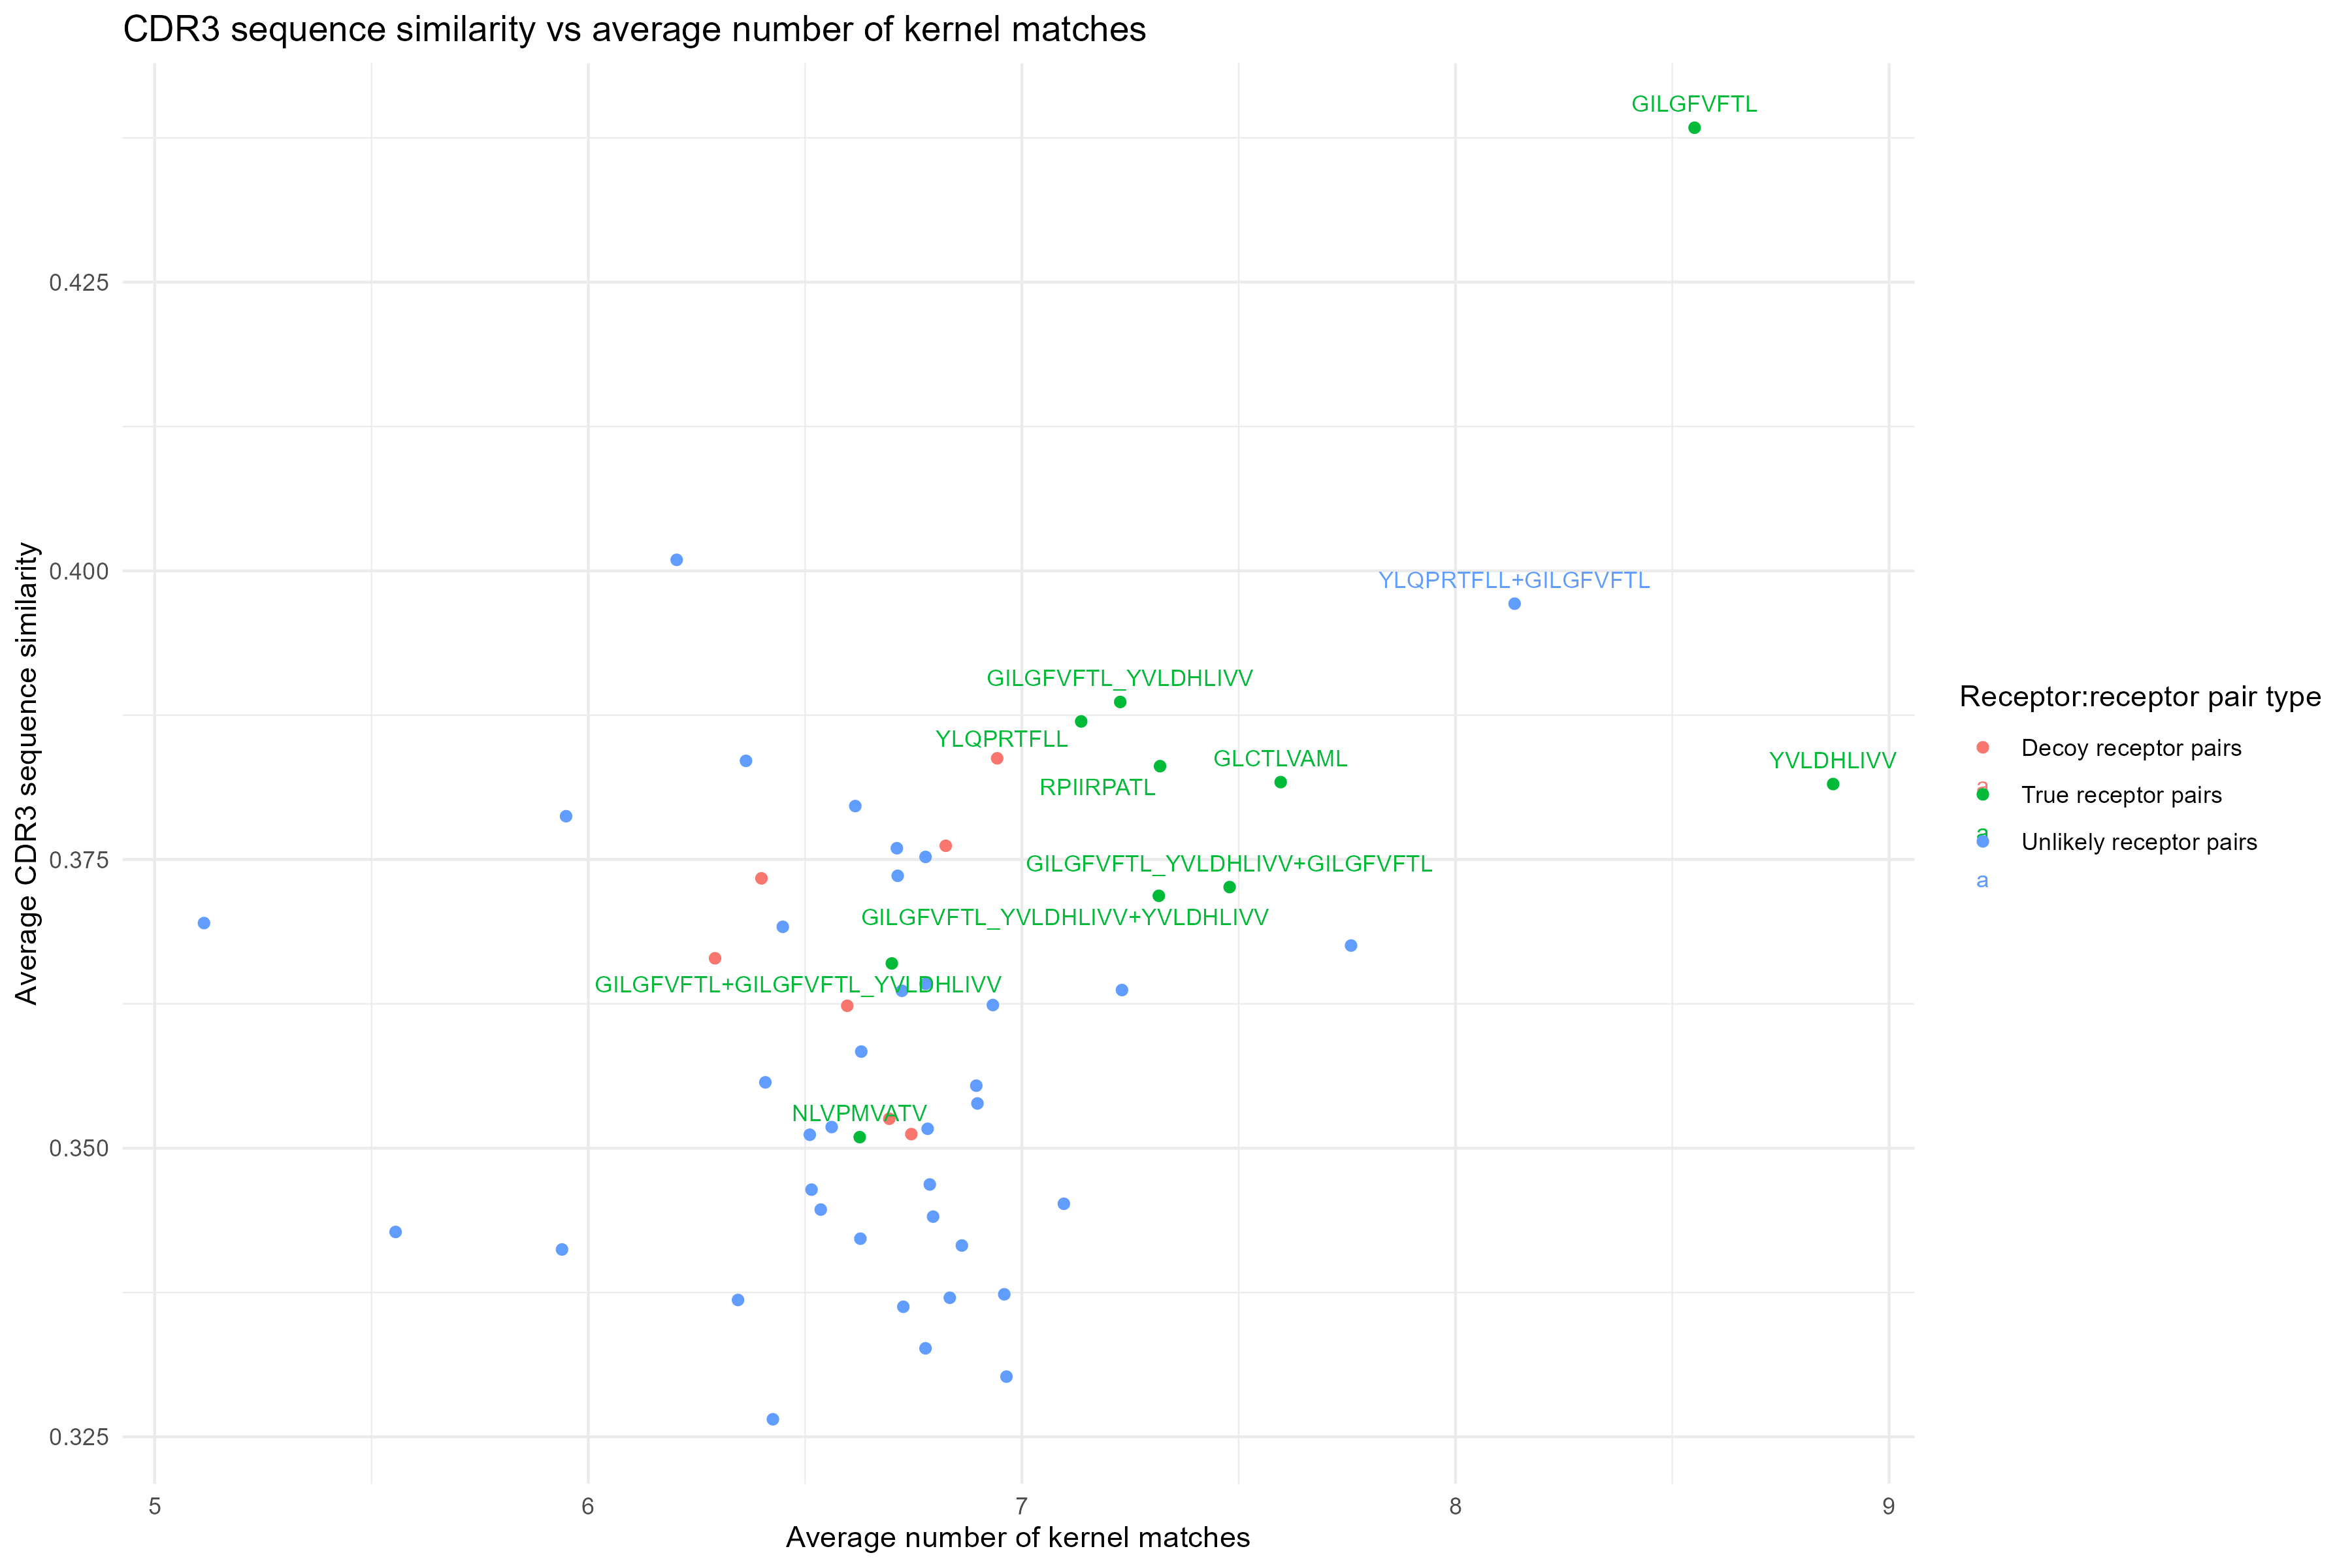 CDR3 sequence similarity vs average number of kernel matches
GILGFVFTL
0.425
0.400
YLQPRTFLL+GILGFVFTL
GILGFVFTL_YVLDHLIVV
YLQPRTFLL
GLCTLVAML
YVLDHLIVV
RPIIRPATL
0.375
GILGFVFTL_YVLDHLIVV+GILGFVFTL
GILGFVFTL_YVLDHLIVV+YVLDHLIVV
GILGFVFTL+GILGFVFTL_YVLDHLIVV
NLVPMVATV
0.350
0.325
Average CDR3 sequence similarity
5
6
7
8
9
Average number of kernel matches
Receptor:receptor pair type
Decoy receptor pairs
a
True receptor pairs
a
Unlikely receptor pairs
a